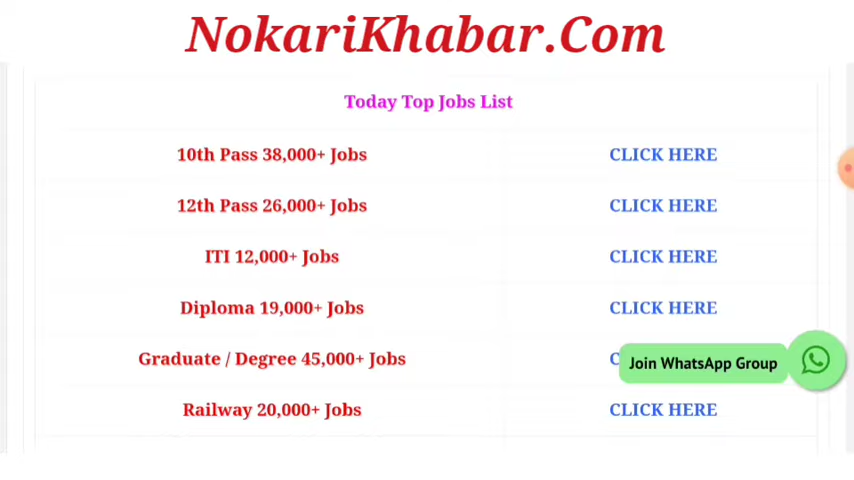 NokariKhabar.Com
Today Top Jobs List
10th Pass 38,000+ Jobs CLICK HERE
12th Pass 26,000+ Jobs CLICK HERE
ITI 12,000+ Jobs CLICK HERE
Diploma 19,000+ Jobs CLICK HERE
Graduate / Degree 45,000+ Jobs
Join WhatsApp Group
Railway 20,000+ Jobs CLICK HERE